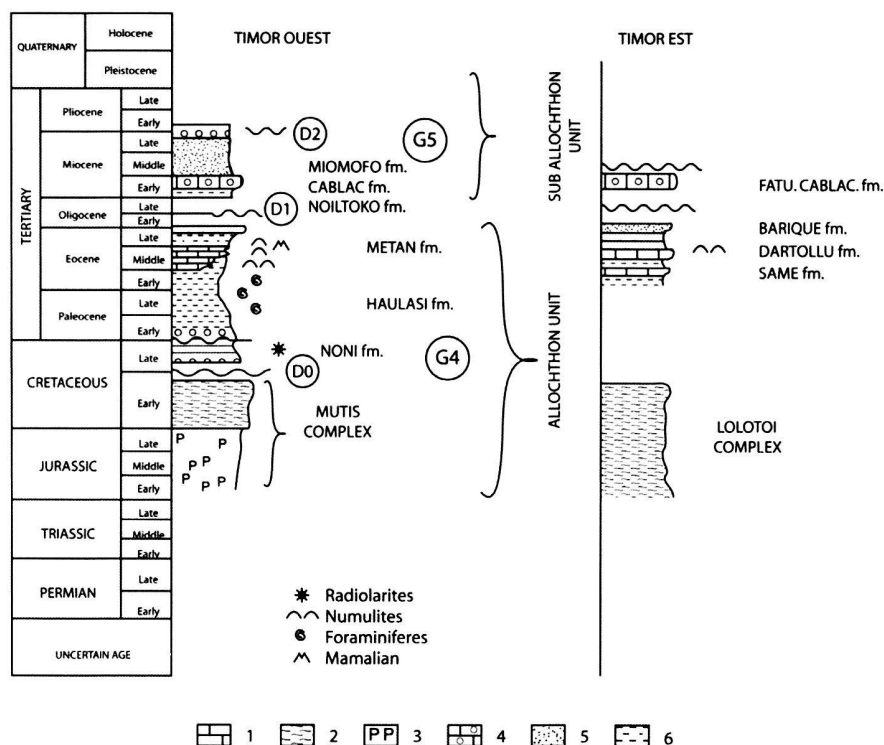 TIMOR OUEST
TIMOR EST
QUATERNARY
Holocene
Pleistocene
TERTIARY
Pliocene
Late
Early
Miocene
Late
Middle
Early
Oligocene
Late
Early
Eocene
Late
Middle
Early
Paleocene
Late
Early
CRETACEOUS
Late
Early
JURASSIC
Late
Middle
Early
TRIASSIC
Late
Middle
Early
PERMIAN
Late
Early
UNCERTAIN AGE
D2
G5
MIOMOFO fm.
CABLAC fm.
NOILTOKO fm.
D1
METAN fm.
HAULASI fm.
NONI fm.
G4
D0
MUTIS
COMPLEX
P
P
P P
P
P P
P P
SUB ALLOCHTHON
UNIT
ALLOCHTHON UNIT
FATU. CABLAC. fm.
BARIQUE fm.
DARTOLLU fm.
SAME fm.
LOLOTOI
COMPLEX
Radiolarites
Numulites
Foraminiferes
Mamalian
1
2
PP 3
4
5
6